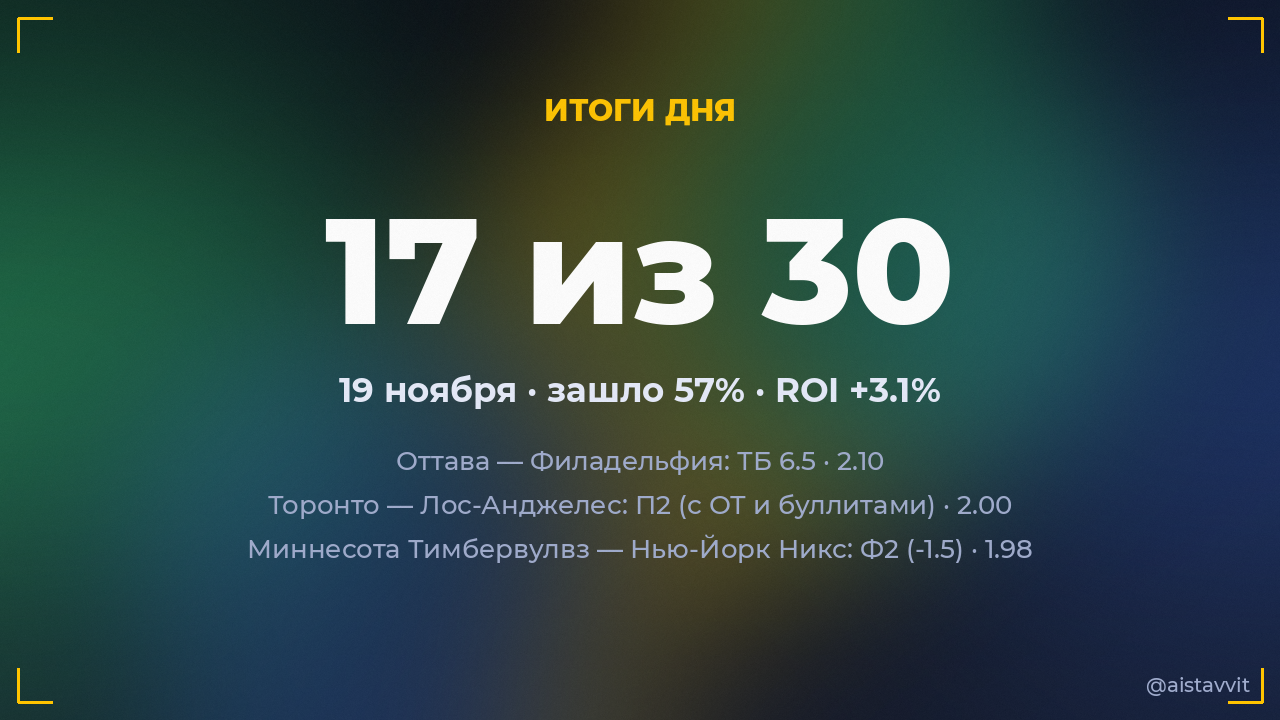 ИТОГИ ДНЯ
17 из 30
19 ноября · зашло 57% · ROI +3.1%
Оттава — Филадельфия: ТБ 6.5 · 2.10
Торонто — Лос-Анджелес: П2 (с ОТ и буллитами) · 2.00
Миннесота Тимбервулвз — Нью-Йорк Никс: Ф2 (-1.5) · 1.98
@aistavvit